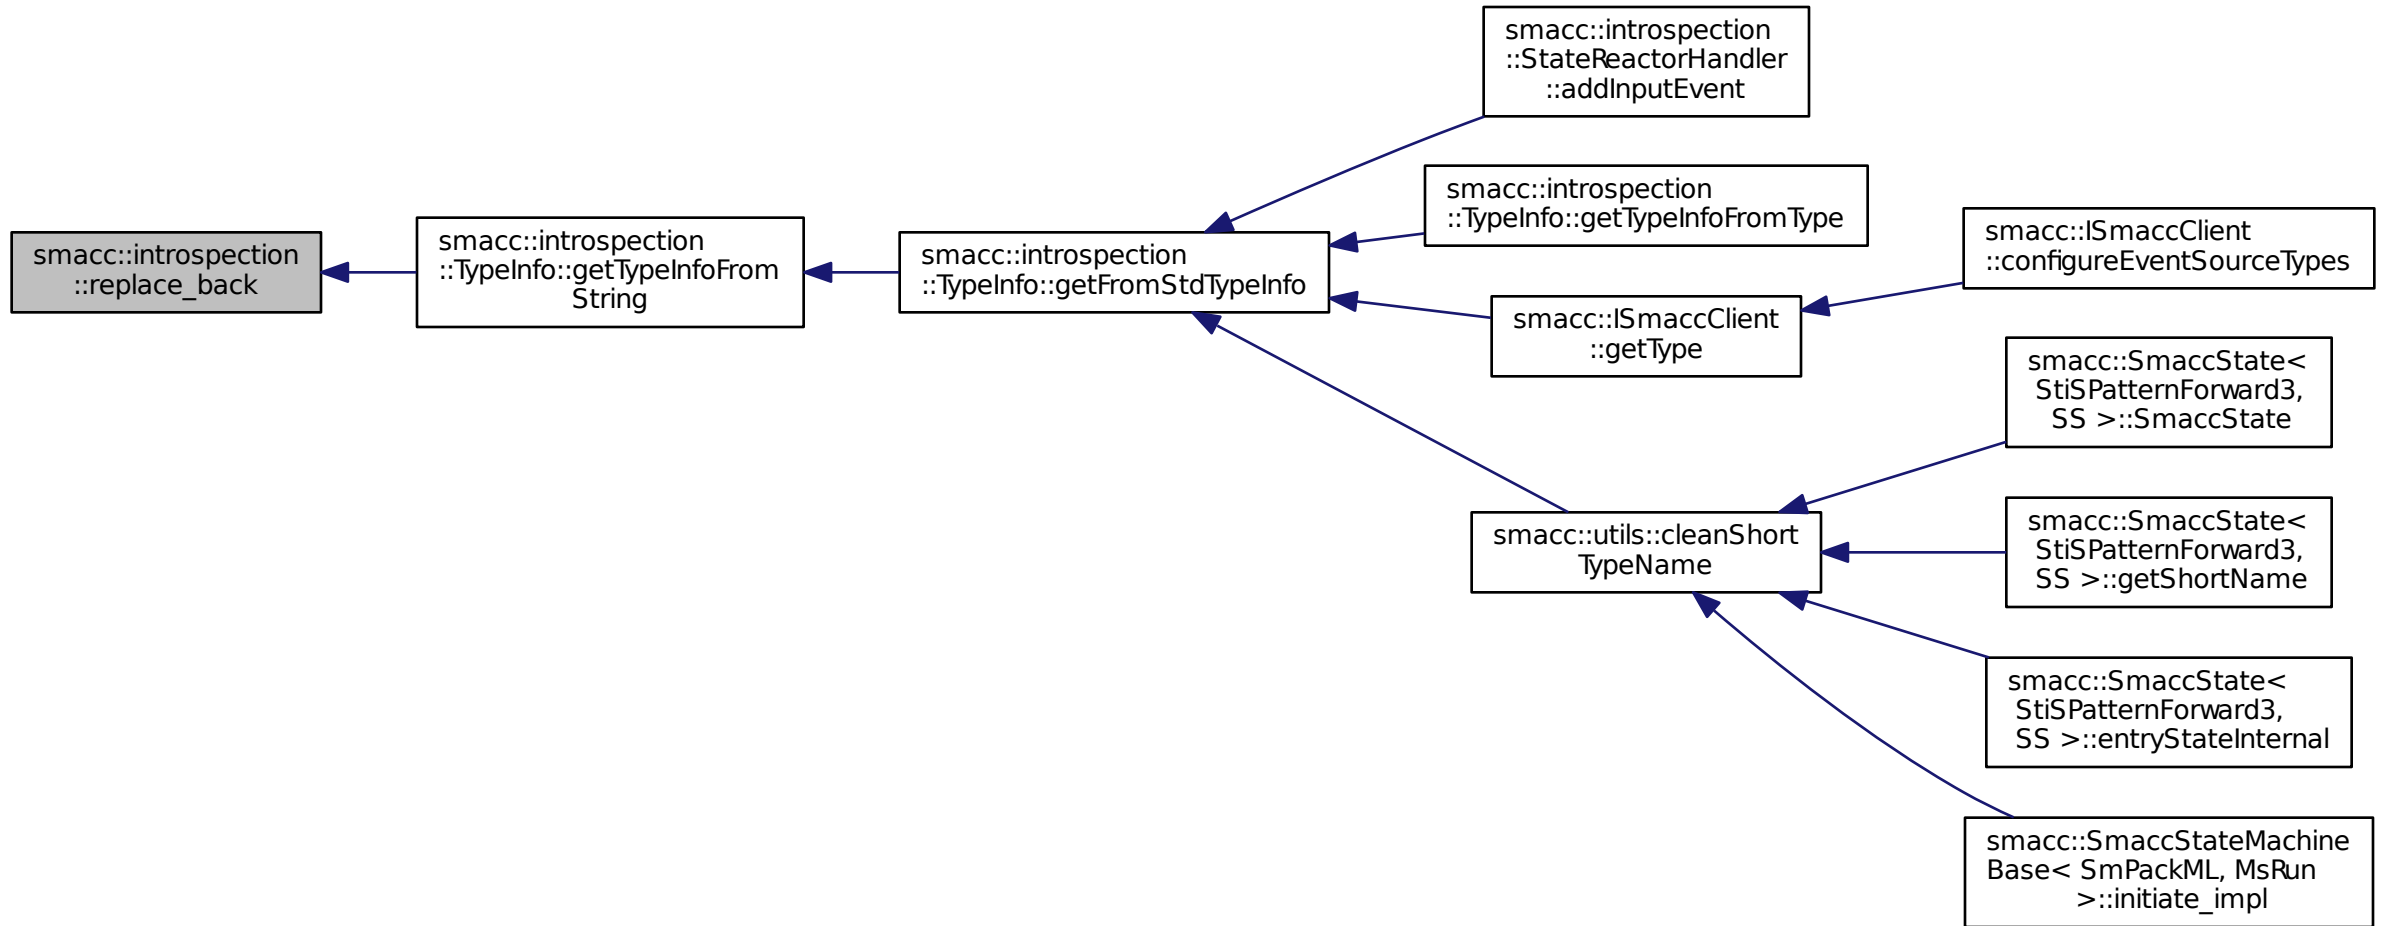 smacc::introspection
::replace_back
smacc::introspection
::TypeInfo::getTypeInfoFrom
String
smacc::introspection
::TypeInfo::getFromStdTypeInfo
smacc::introspection
::StateReactorHandler
::addInputEvent
smacc::introspection
::TypeInfo::getTypeInfoFromType
smacc::ISmaccClient
::getType
smacc::ISmaccClient
::configureEventSourceTypes
smacc::utils::cleanShort
TypeName
smacc::SmaccState<
StiSPatternForward3,
SS >::SmaccState
smacc::SmaccState<
StiSPatternForward3,
SS >::getShortName
smacc::SmaccState<
StiSPatternForward3,
SS >::entryStateInternal
smacc::SmaccStateMachine
Base< SmPackML, MsRun
>::initiate_impl